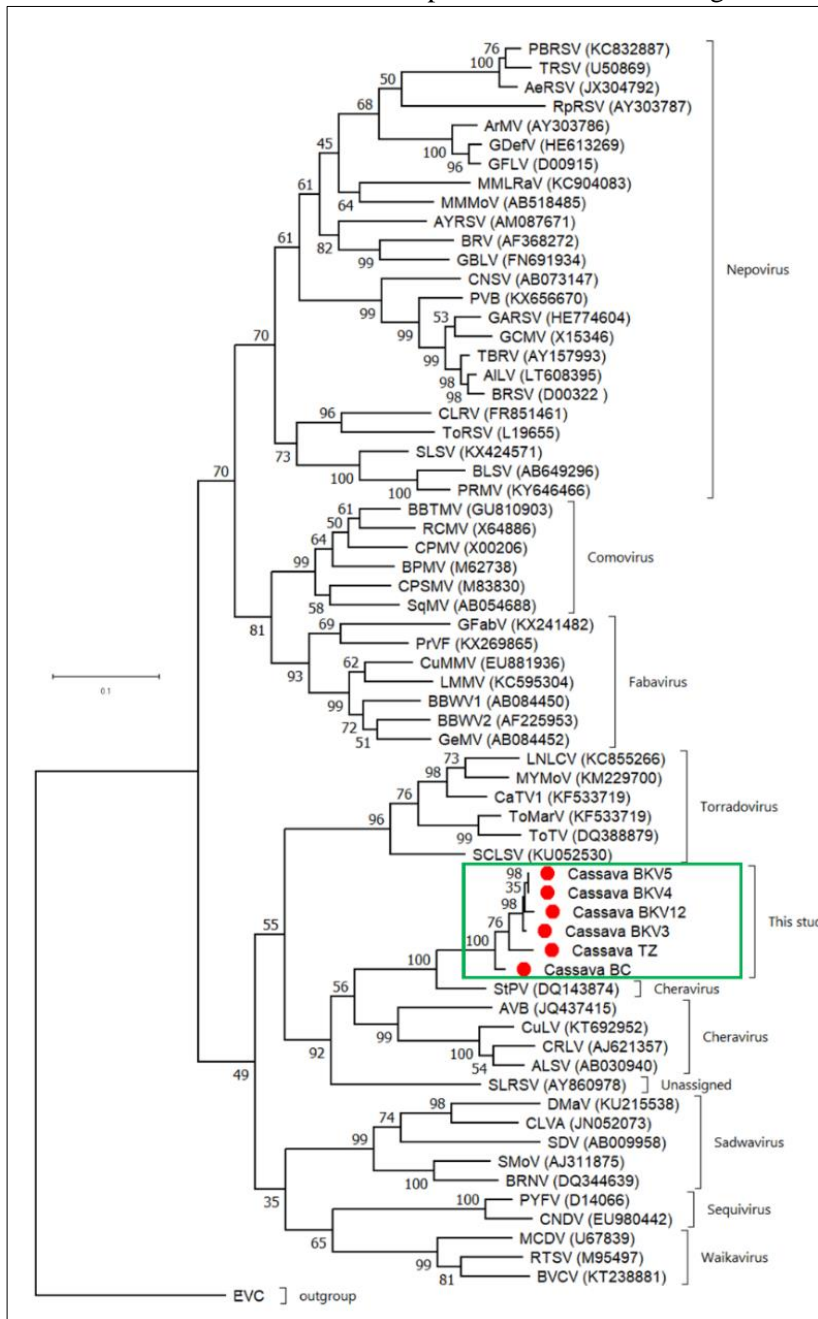 76 PBRSV (KC832887)
100 TRSV (U50869)
50 AeRSV (JX304792)
68 RpRSV (AY303787)
ArMV (AY303786)
45 100 GDefV (HE613269)
96 GFLV (D00915)
61 MMLRaV (KC904083)
64 MMMoV (AB518485)
AYRSV (AM087671)
61 82 BRV (AF368272)
99 GBLV (FN691934)
Nepovirus
CNSV (AB073147)
PVB (KX656670)
99 53 GARSV (HE774604)
99 GCMV (X15346)
70 99 TBRV (AY157993)
98 AILV (LT608395)
98 BRSV (D00322 )
96 CLRV (FR851461)
ToRSV (L19655)
73 SLSV (KX424571)
70 100 BLSV (AB649296)
100 PRMV (KY646466)
61 BBTMV (GU810903)
50 RCMV (X64886)
64 CPMV (X00206)
99 BPMV (M62738)
Comovirus
CPSMV (M83830)
58 SqMV (AB054688)
81 69 GFabV (KX241482)
PrVF (KX269865)
93 62 CuMMV (EU881936)
LMMV (KC595304)
Fabavirus
0.1
99 BBWV1 (AB084450)
72 BBWV2 (AF225953)
51 GeMV (AB084452)
73 LNLCV (KC855266)
98 MYMoV (KM229700)
76 CaTV1 (KF533719)
Torradovirus
96 ToMarV (KF533719)
99 ToTV (DQ388879)
SCLSV (KU052530)
98 Cassava BKV5
35 Cassava BKV4
98 Cassava BKV12
55 76 Cassava BKV3
This stud
100 Cassava TZ
100 Cassava BC
StPV (DQ143874) Cheravirus
56 AVB (JQ437415)
99 CuLV (KT692952)
Cheravirus
92 100 CRLV (AJ621357)
49 54 ALSV (AB030940)
SLRSV (AY860978) Unassigned
98 DMaV (KU215538)
74 CLVA (JN052073)
99 SDV (AB009958)
Sadwavirus
SMoV (AJ311875)
100 BRNV (DQ344639)
35 100 PYFV (D14066)
Sequivirus
CNDV (EU980442)
65 MCDV (U67839)
99 RTSV (M95497)
Waikavirus
81 BVCV (KT238881)
EVC outgroup